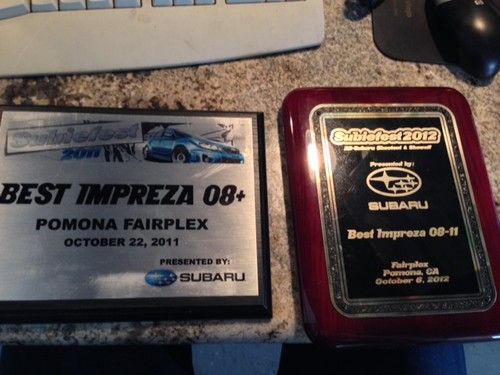 Subiefest
2011
BEST IMPREZA 08+
POMONA FAIRPLEX
OCTOBER 22, 2011
PRESENTED BY:
SUBARU
Subiefest 2012
All-Subaru Showfest & Showoff
Presented by:
SUBARU
Best Impreza 08-11
Fairplex
Pomona, CA
October 6, 2012